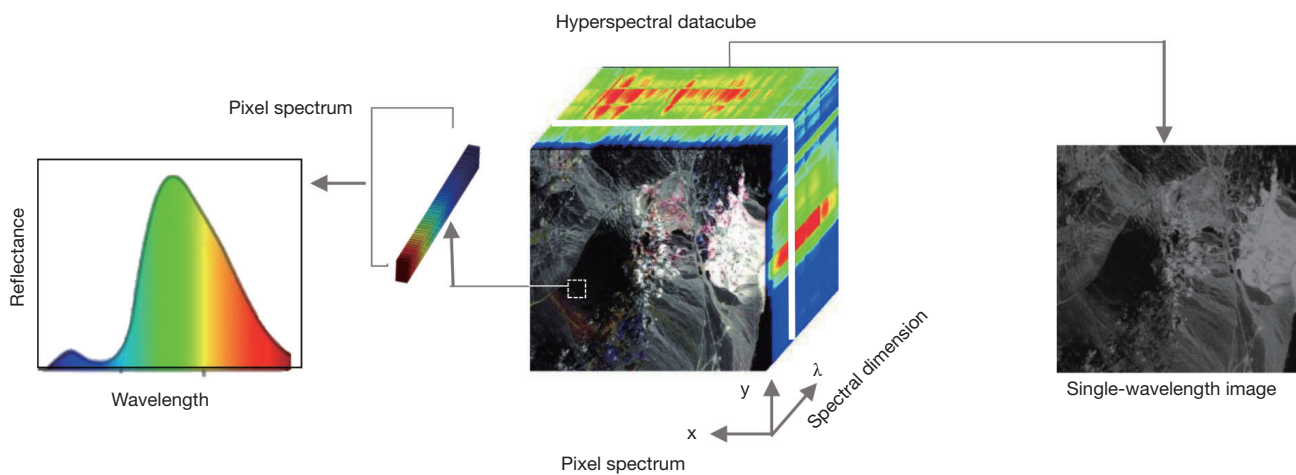 Hyperspectral datacube
Pixel spectrum
Reflectance
Wavelength
y
λ
x
Spectral dimension
Pixel spectrum
Single-wavelength image